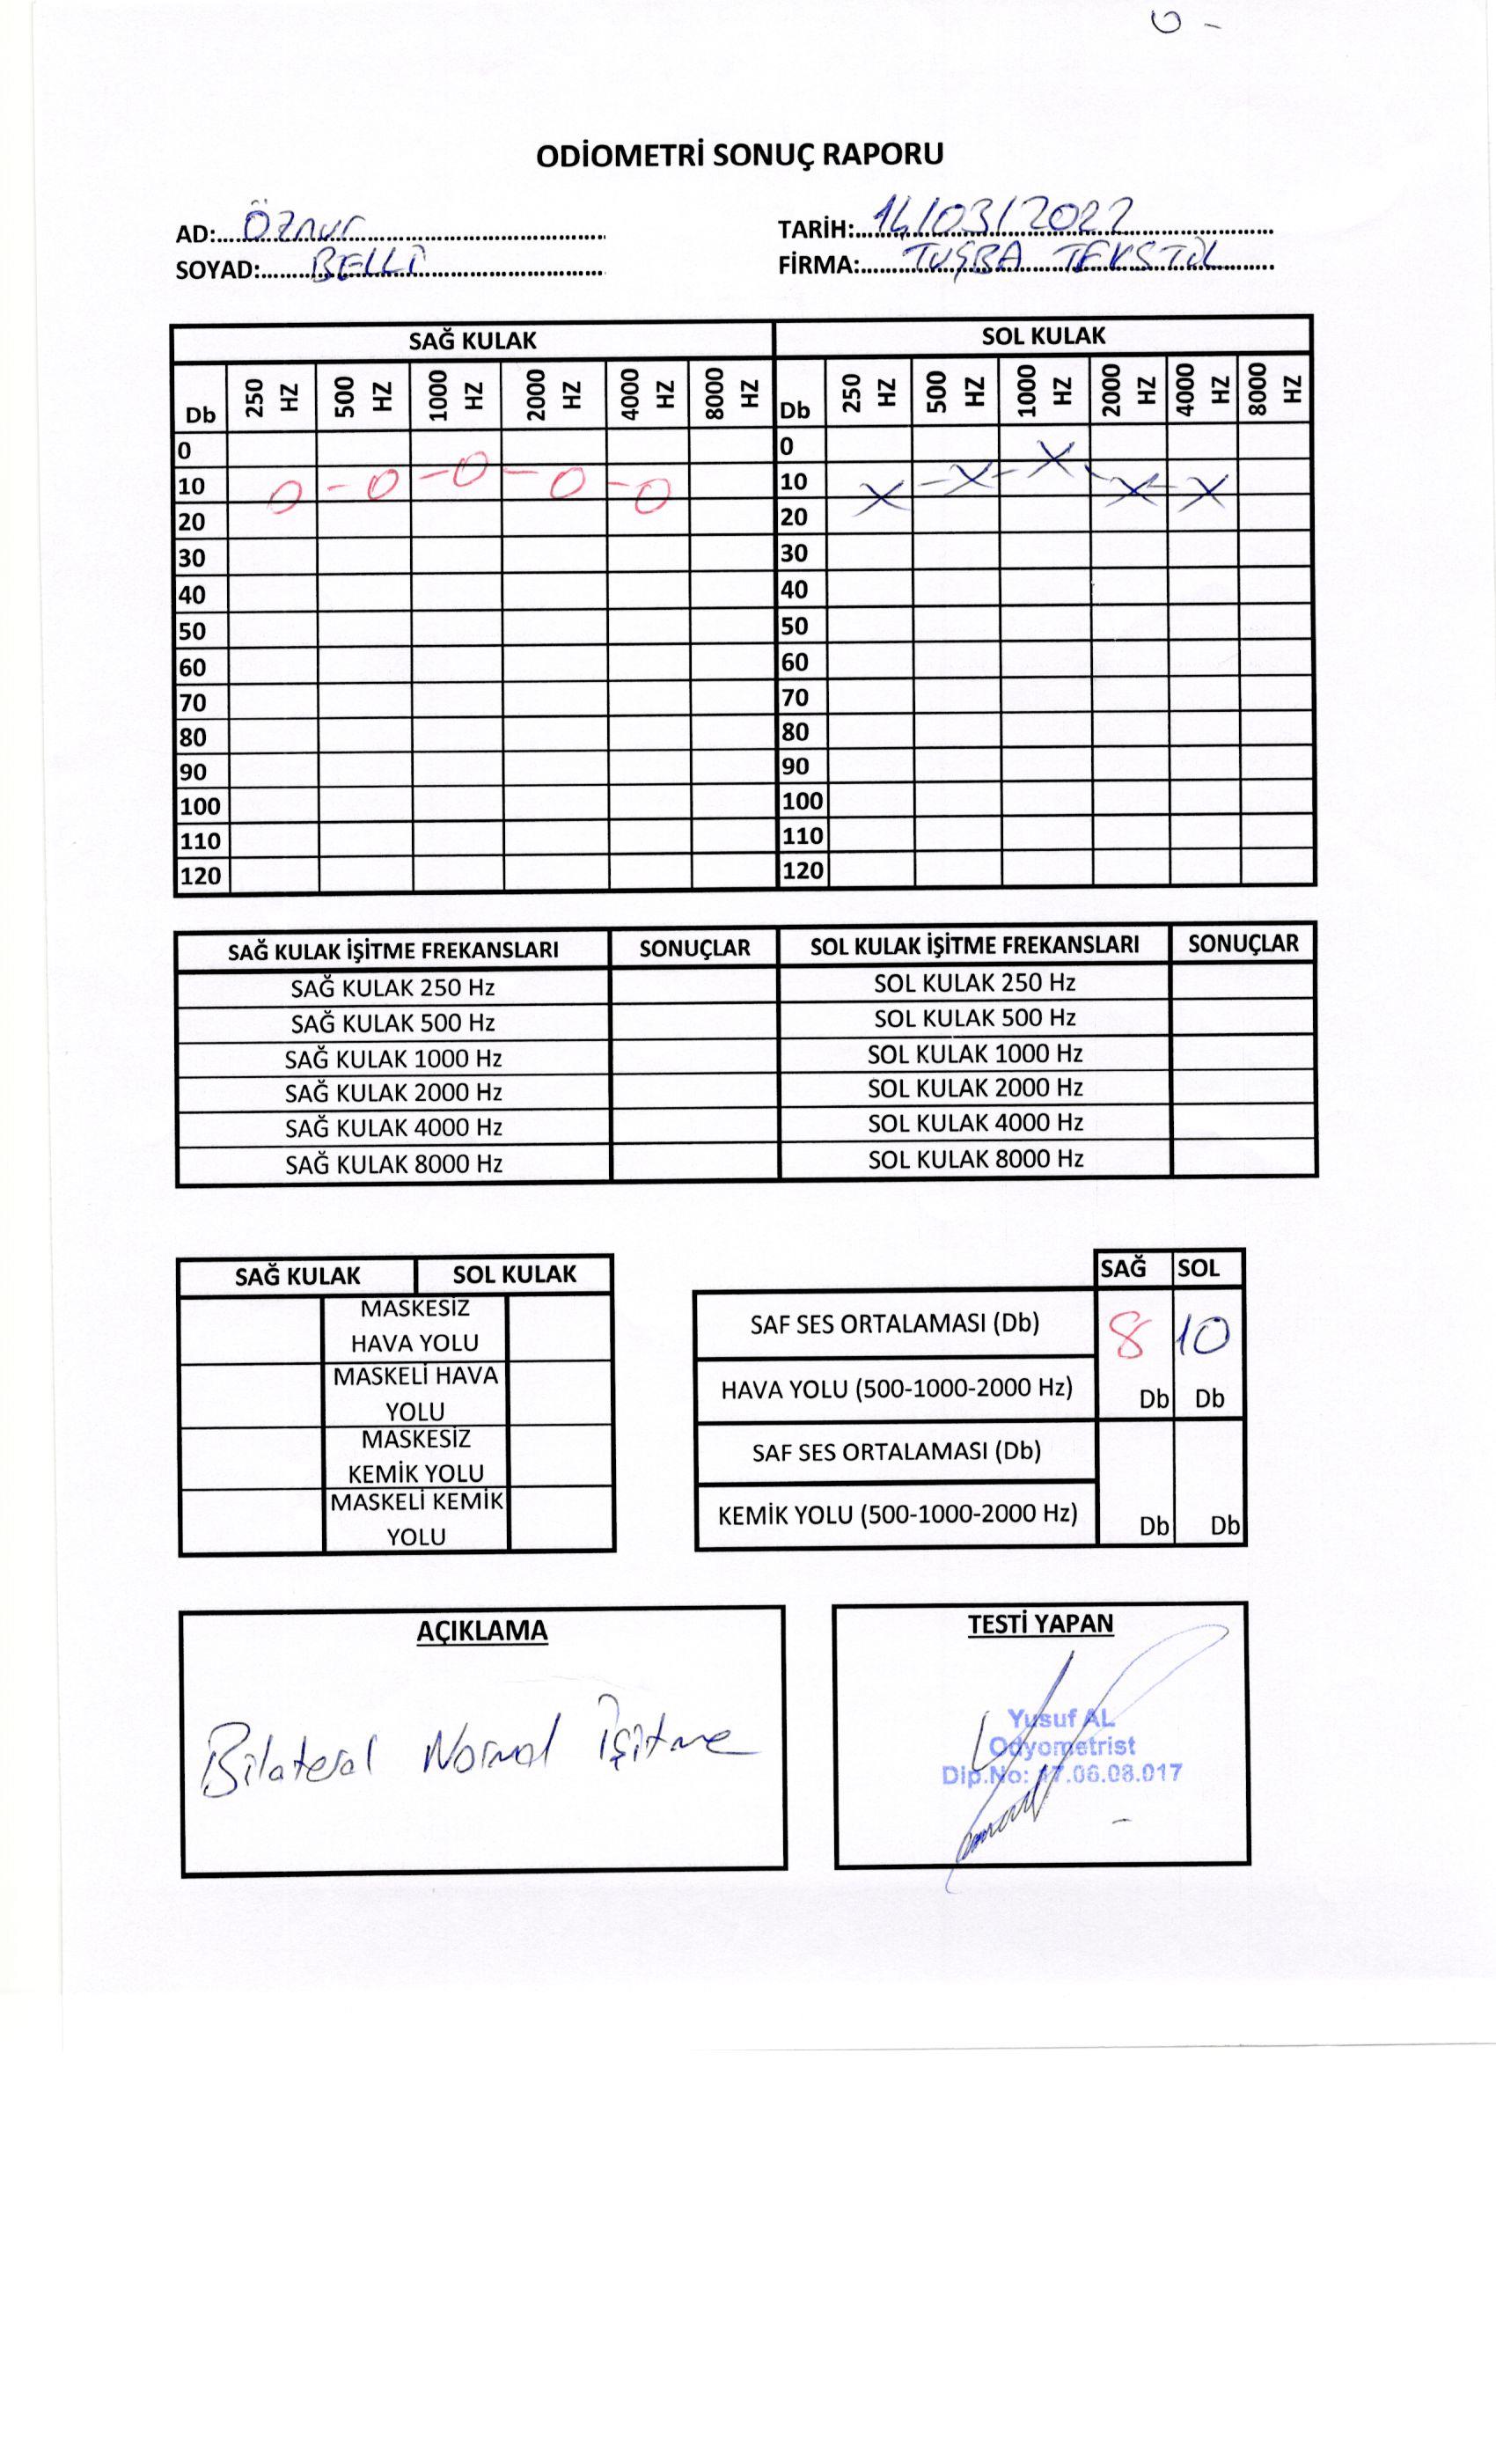 ODİOMETRİ SONUÇ RAPORU
AD: ÖZNUR TARİH: 14/03/2022
SOYAD: BELLİ FİRMA: TUĞBA TEKSTİL
SAĞ KULAK SOL KULAK
Db 250 HZ 500 HZ 1000 HZ 2000 HZ 4000 HZ 8000 HZ Db 250 HZ 500 HZ 1000 HZ 2000 HZ 4000 HZ 8000 HZ
0 0
10 10
20 20
30 30
40 40
50 50
60 60
70 70
80 80
90 90
100 100
110 110
120 120
SAĞ KULAK İŞİTME FREKANSLARI SONUÇLAR SOL KULAK İŞİTME FREKANSLARI SONUÇLAR
SAĞ KULAK 250 Hz SOL KULAK 250 Hz
SAĞ KULAK 500 Hz SOL KULAK 500 Hz
SAĞ KULAK 1000 Hz SOL KULAK 1000 Hz
SAĞ KULAK 2000 Hz SOL KULAK 2000 Hz
SAĞ KULAK 4000 Hz SOL KULAK 4000 Hz
SAĞ KULAK 8000 Hz SOL KULAK 8000 Hz
SAĞ KULAK SOL KULAK
MASKESİZ
HAVA YOLU
MASKELİ HAVA
YOLU
MASKESİZ
KEMİK YOLU
MASKELİ KEMİK
YOLU
SAĞ SOL
SAF SES ORTALAMASI (Db) 8 10
HAVA YOLU (500-1000-2000 Hz) Db Db
SAF SES ORTALAMASI (Db)
KEMİK YOLU (500-1000-2000 Hz) Db Db
AÇIKLAMA
Bilateral Normal İşitme
TESTİ YAPAN
Yusuf AL
Odyometrist
Dip.No: 17.06.08.017